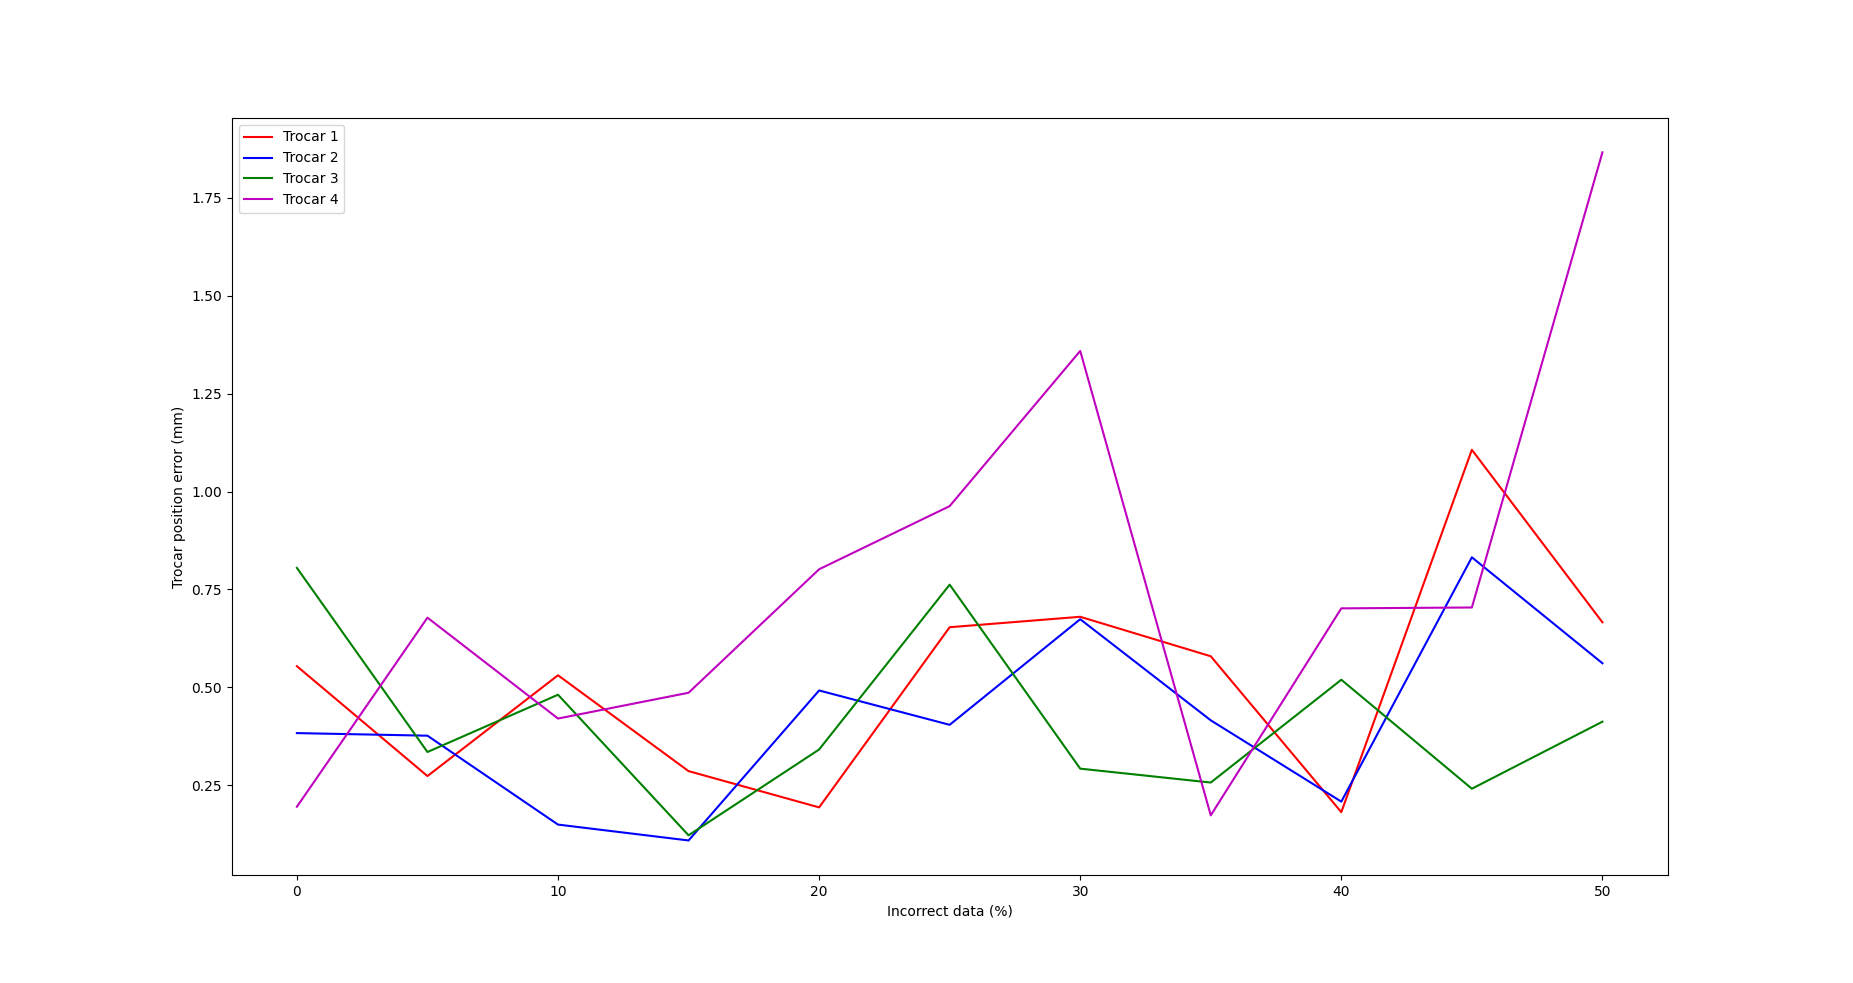 Trocar 1
Trocar 2
Trocar 3
Trocar 4
1.75
1.50
1.25
1.00
0.75
0.50
0.25
Trocar position error (mm)
0 10 20 30 40 50
Incorrect data (%)